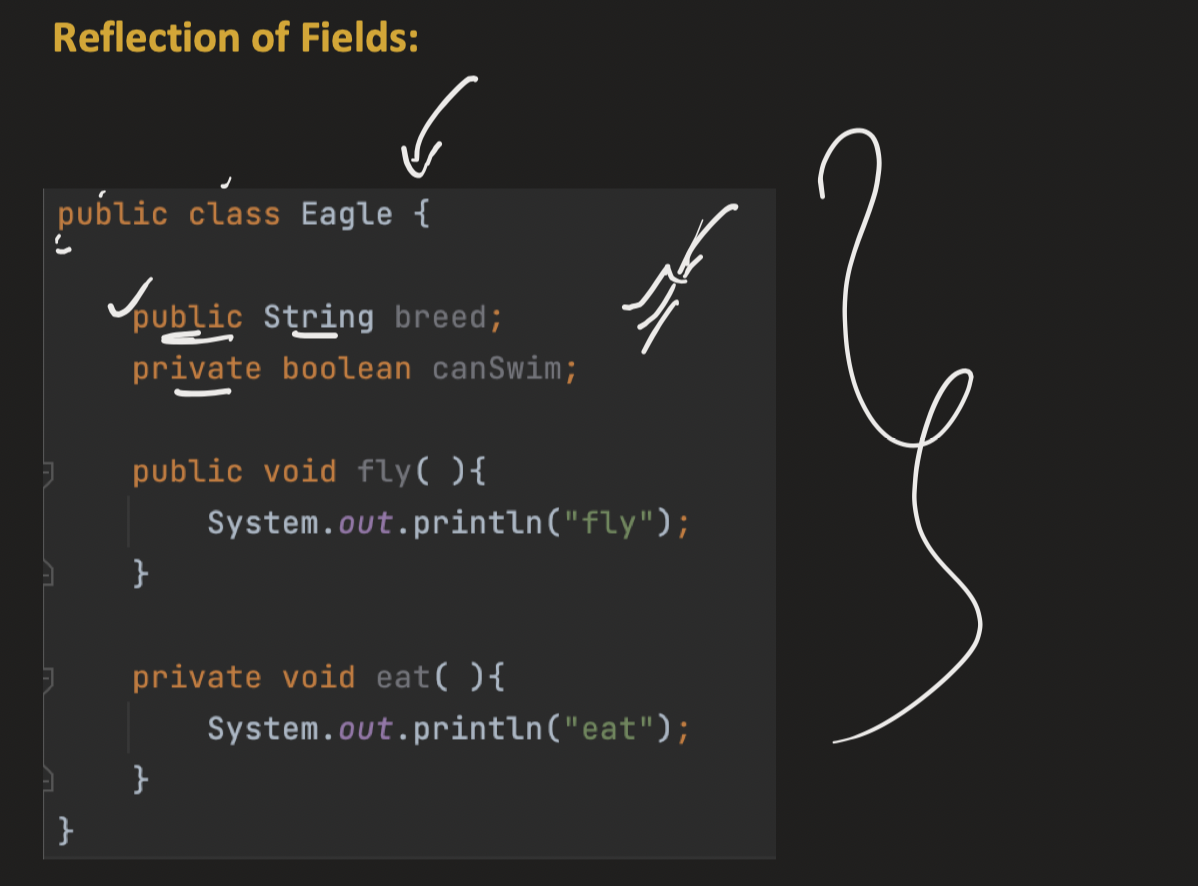 Reflection of Fields:
public class Eagle {
public String breed;
private boolean canSwim;
public void fly( ){
System.out.println("fly");
}
private void eat( ){
System.out.println("eat");
}
}